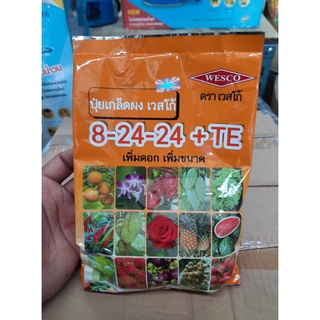 WESCO
ตรา เวสโก้
ปุ๋ยเกล็ดผง เวสโก้
8-24-24 +TE
เพิ่มดอก เพิ่มขนาด